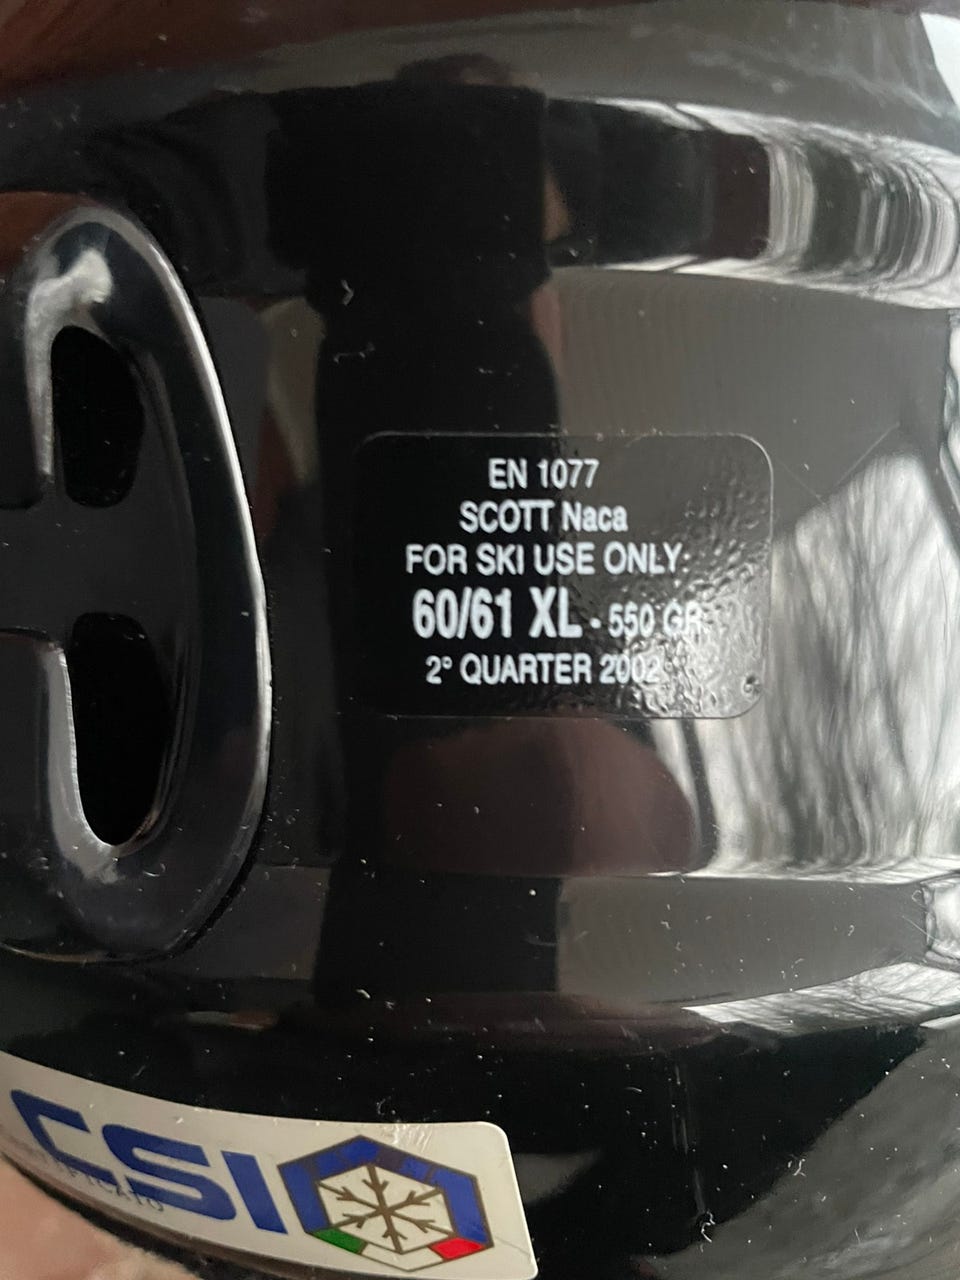 EN 1077
SCOTT Naca
FOR SKI USE ONLY:
60/61 XL - 550 GR.
2° QUARTER 2002
CSI